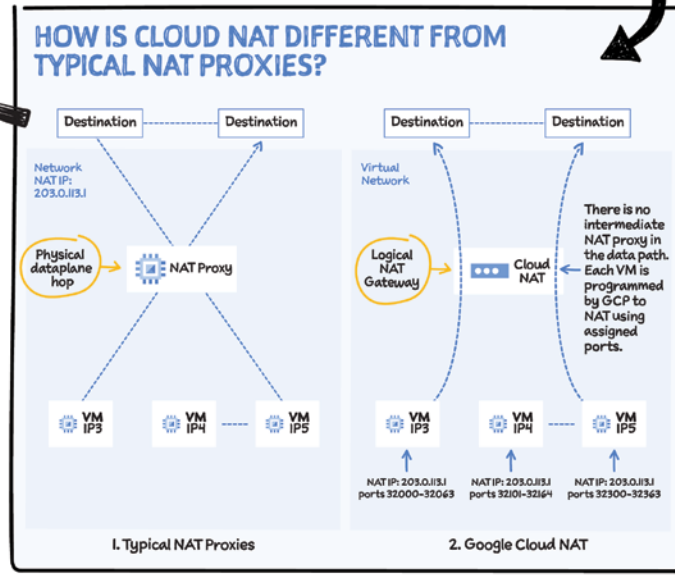 HOW IS CLOUD NAT DIFFERENT FROM
TYPICAL NAT PROXIES?
Destination
Destination
Network
NAT IP:
203.0.113.1
Physical
dataplane
hop
NAT Proxy
VM
IP3
VM
IP4
VM
IP5
1. Typical NAT Proxies
Destination
Destination
Virtual
Network
Logical
NAT
Gateway
Cloud
NAT
There is no
intermediate
NAT proxy in
the data path.
Each VM is
programmed
by GCP to
NAT using
assigned
ports.
VM
IP3
VM
IP4
VM
IP5
NAT IP: 203.0.113.1
ports 32000-32063
NAT IP: 203.0.113.1
ports 32101-32164
NAT IP: 203.0.113.1
ports 32300-32363
2. Google Cloud NAT